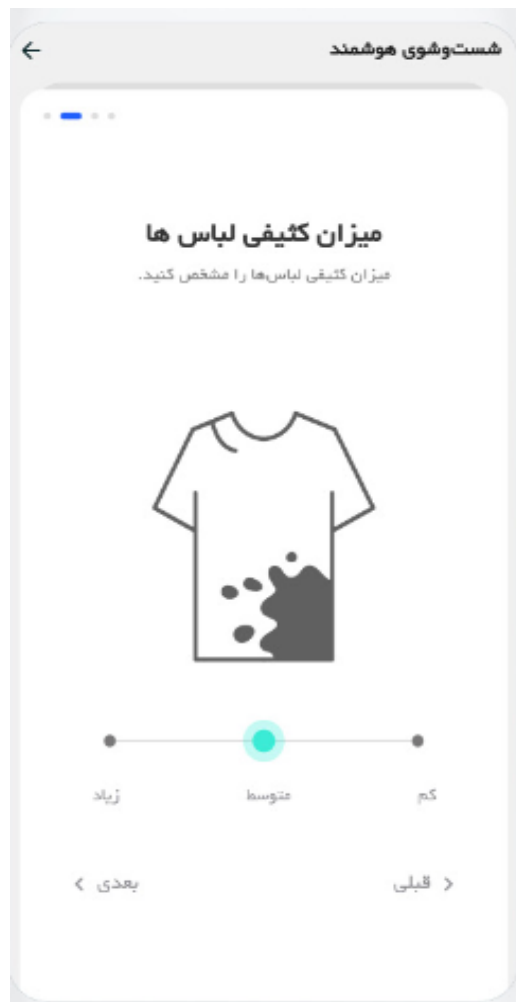 شست‌وشوی هوشمند
میزان کثیفی لباس ها
میزان کثیفی لباس‌ها را مشخص کنید.
کم متوسط زیاد
قبلی بعدی